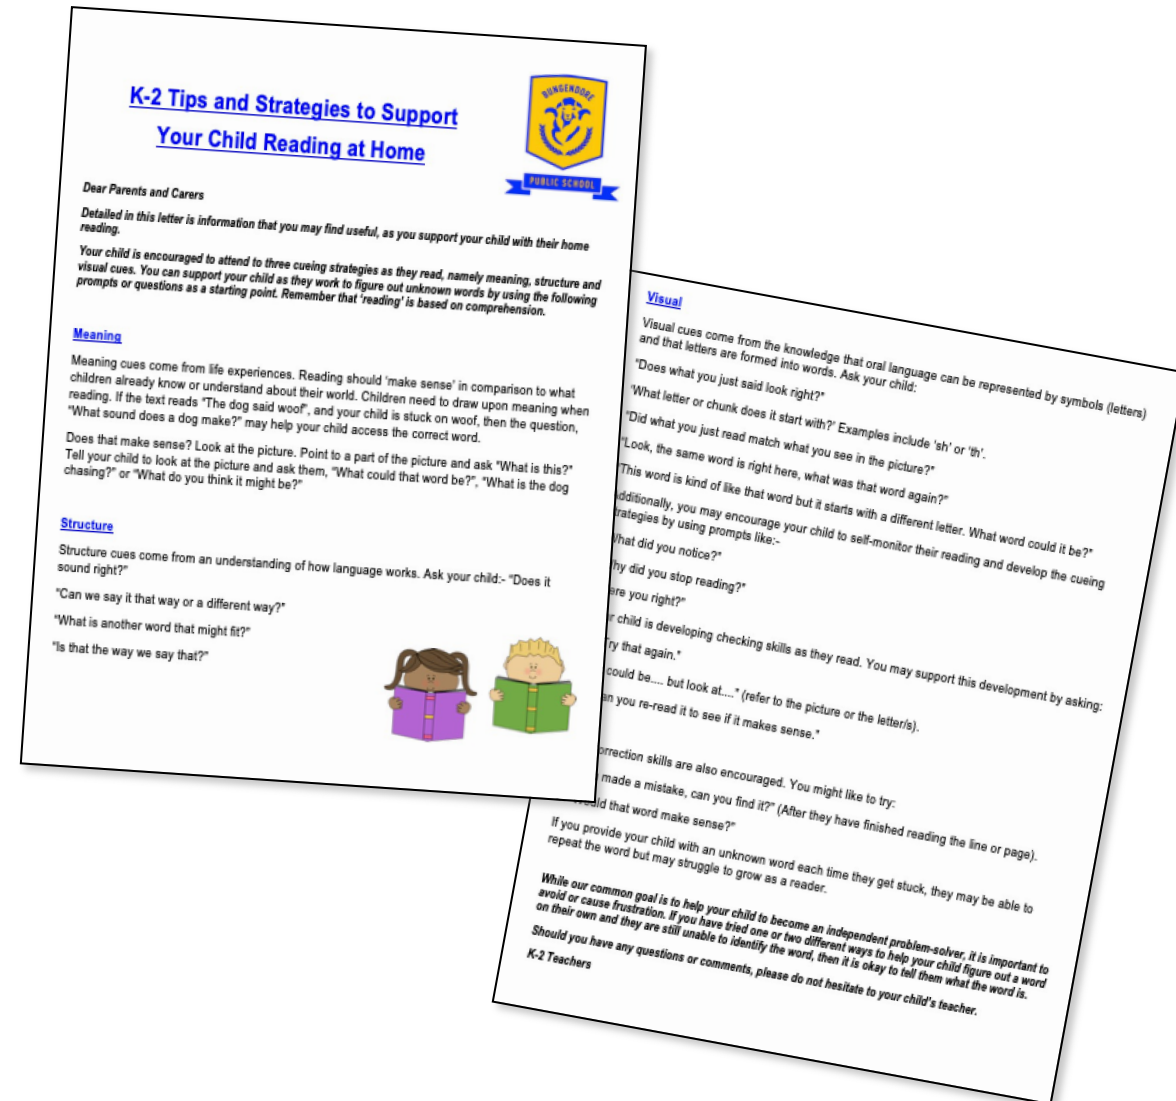 K-2 Tips and Strategies to Support
Your Child Reading at Home
BUNGENDORE
PUBLIC SCHOOL
Dear Parents and Carers
Detailed in this letter is information that you may find useful, as you support your child with their home
reading.
Your child is encouraged to attend to three cueing strategies as they read, namely meaning, structure and
visual cues. You can support your child as they work to figure out unknown words by using the following
prompts or questions as a starting point. Remember that 'reading' is based on comprehension.
Meaning
Meaning cues come from life experiences. Reading should 'make sense' in comparison to what
children already know or understand about their world. Children need to draw upon meaning when
reading. If the text reads "The dog said woof", and your child is stuck on woof, then the question,
"What sound does a dog make?" may help your child access the correct word.
Does that make sense? Look at the picture. Point to a part of the picture and ask "What is this?"
Tell your child to look at the picture and ask them, "What could that word be?", "What is the dog
chasing?" or "What do you think it might be?"
Structure
Structure cues come from an understanding of how language works. Ask your child:- "Does it
sound right?"
"Can we say it that way or a different way?"
"What is another word that might fit?"
"Is that the way we say that?"
Visual
Visual cues come from the knowledge that oral language can be represented by symbols (letters)
and that letters are formed into words. Ask your child:
"Does what you just said look right?"
"What letter or chunk does it start with?' Examples include 'sh' or 'th'.
"Did what you just read match what you see in the picture?"
"Look, the same word is right here, what was that word again?"
"This word is kind of like that word but it starts with a different letter. What word could it be?"
dditionally, you may encourage your child to self-monitor their reading and develop the cueing
trategies by using prompts like:-
hat did you notice?"
hy did you stop reading?"
ere you right?"
r child is developing checking skills as they read. You may support this development by asking:
Try that again."
could be.... but look at...." (refer to the picture or the letter/s).
an you re-read it to see if it makes sense."
orrection skills are also encouraged. You might like to try:
made a mistake, can you find it?" (After they have finished reading the line or page).
uld that word make sense?"
If you provide your child with an unknown word each time they get stuck, they may be able to
repeat the word but may struggle to grow as a reader.
While our common goal is to help your child to become an independent problem-solver, it is important to
avoid or cause frustration. If you have tried one or two different ways to help your child figure out a word
on their own and they are still unable to identify the word, then it is okay to tell them what the word is.
Should you have any questions or comments, please do not hesitate to your child's teacher.
K-2 Teachers